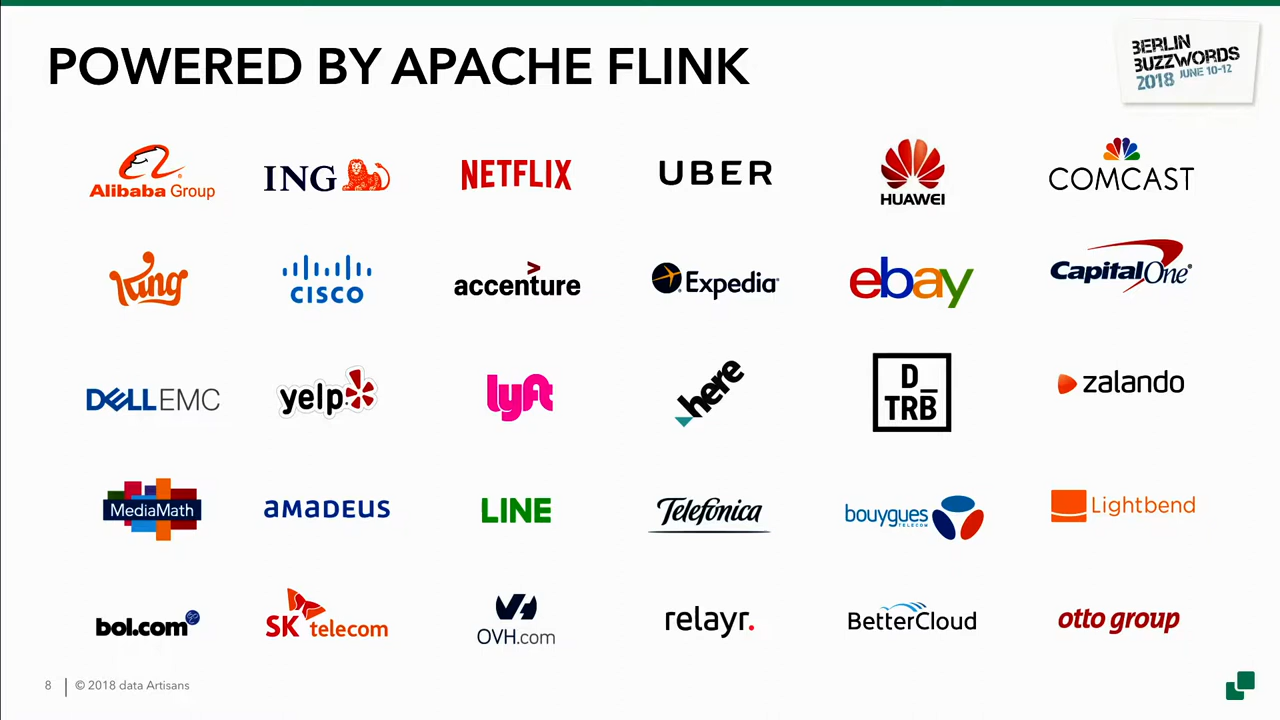 POWERED BY APACHE FLINK
BERLIN
BUZZWORDS
2018 JUNE 10-12
Alibaba Group
ING
NETFLIX
UBER
HUAWEI
COMCAST
King
CISCO
>
accenture
Expedia
ebay
Capital One
DELL EMC
yelp
lyft
here
D_
TRB
zalando
MediaMath
amadeus
LINE
Telefónica
bouygues
TELECOM
Lightbend
bol.com
SK telecom
OVH.com
relayr.
BetterCloud
otto group
8 | © 2018 data Artisans